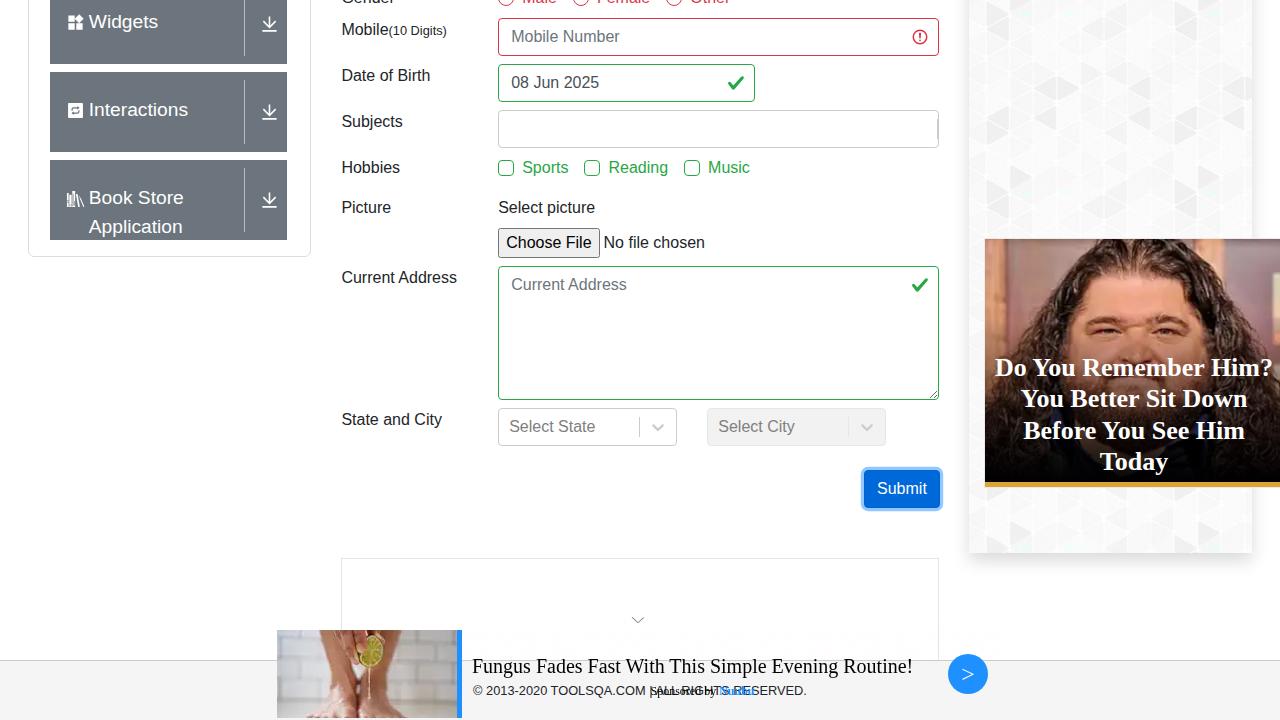 Widgets
Interactions
Book Store
Application
Male Female Other
Mobile(10 Digits)
Mobile Number
Date of Birth
08 Jun 2025
Subjects
Hobbies
Sports Reading Music
Picture
Select picture
Choose File No file chosen
Current Address
Current Address
State and City
Select State
Select City
Submit
Do You Remember Him?
You Better Sit Down
Before You See Him
Today
Fungus Fades Fast With This Simple Evening Routine!
© 2013-2020 TOOLSQA.COM | ALL RIGHTS RESERVED.
Sponsored by
>